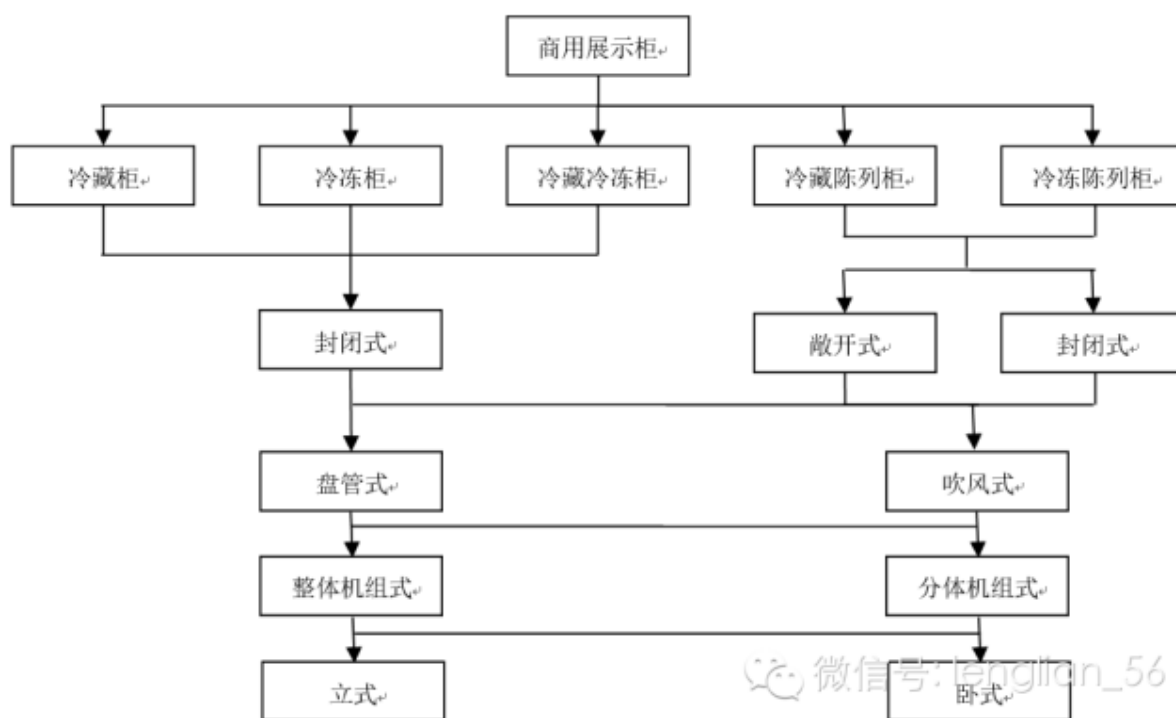 商用展示柜
冷藏柜
冷冻柜
冷藏冷冻柜
冷藏陈列柜
冷冻陈列柜
封闭式
敞开式
封闭式
盘管式
吹风式
整体机组式
分体机组式
立式
卧式
微信号: lenglian_56